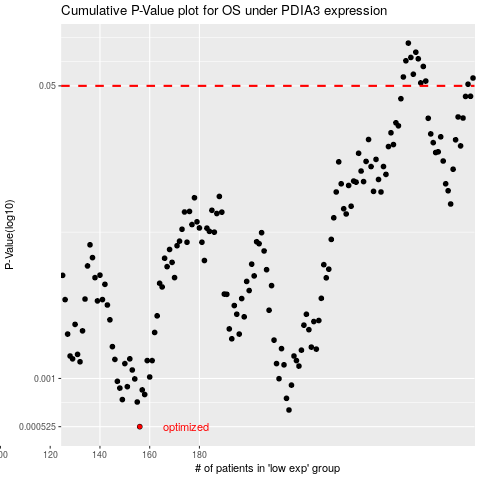 Cumulative P-Value plot for OS under PDIA3 expression
P-Value(log10)
0.05
0.001
0.000525
optimized
00 120 140 160 180
# of patients in 'low exp' group